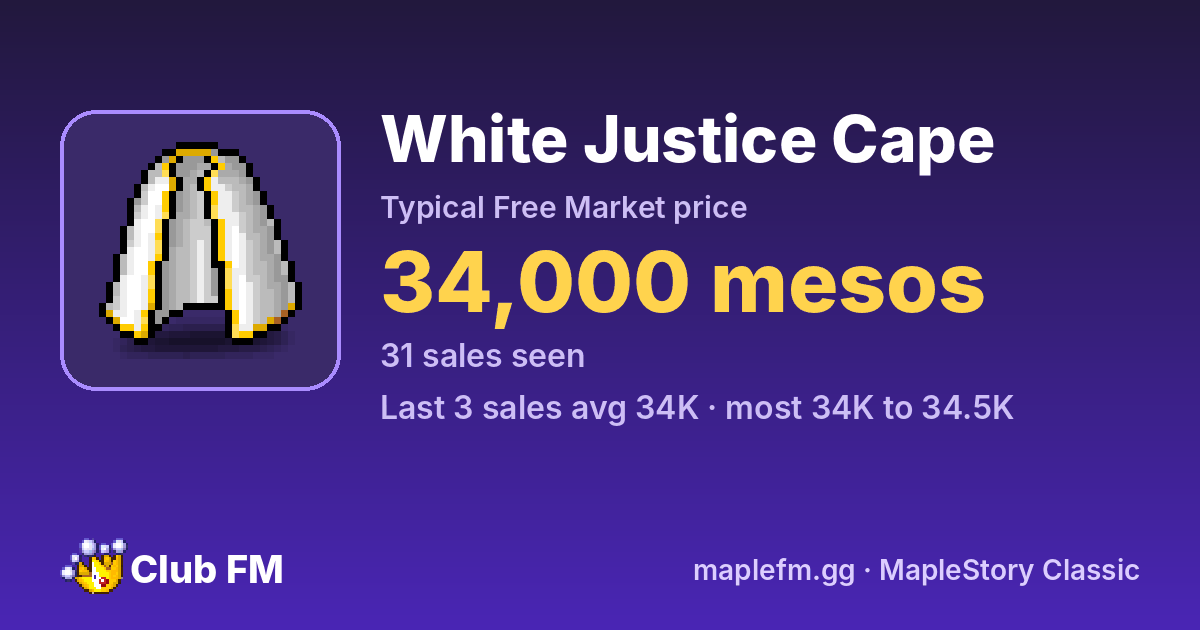 White Justice Cape
Typical Free Market price
34,000 mesos
31 sales seen
Last 3 sales avg 34K · most 34K to 34.5K
Club FM
maplefm.gg · MapleStory Classic